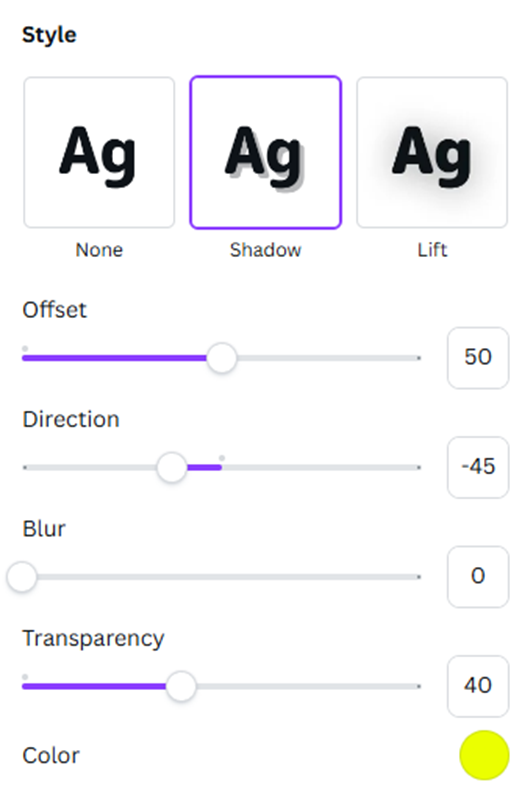 Style
Ag Ag Ag
None Shadow Lift
Offset
50
Direction
-45
Blur
0
Transparency
40
Color